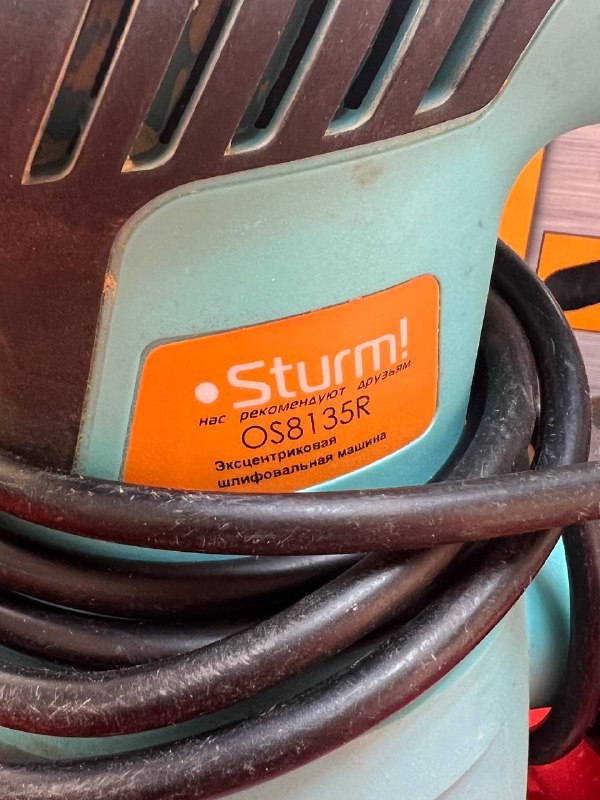 Sturm!
нас рекомендуют друзьям
OS8135R
Эксцентриковая
шлифовальная машина